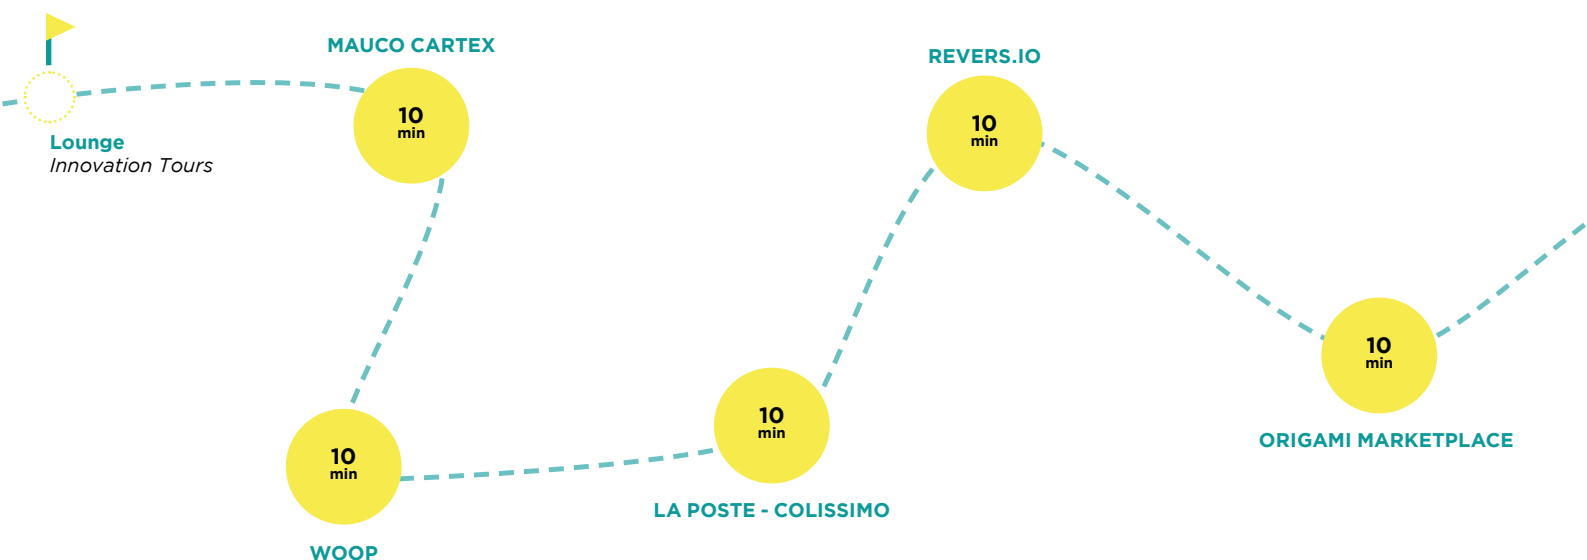 Lounge
Innovation Tours
MAUCO CARTEX
10
min
WOOP
10
min
LA POSTE - COLISSIMO
10
min
REVERS.IO
10
min
ORIGAMI MARKETPLACE
10
min